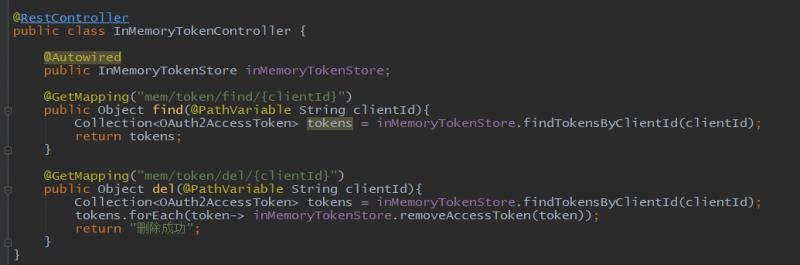 @RestController
public class InMemoryTokenController {
@Autowired
public InMemoryTokenStore inMemoryTokenStore;
@GetMapping("mem/token/find/{clientId}")
public Object find(@PathVariable String clientId){
Collection<OAuth2AccessToken> tokens = inMemoryTokenStore.findTokensByClientId(clientId);
return tokens;
}
@GetMapping("mem/token/del/{clientId}")
public Object del(@PathVariable String clientId){
Collection<OAuth2AccessToken> tokens = inMemoryTokenStore.findTokensByClientId(clientId);
tokens.forEach(token-> inMemoryTokenStore.removeAccessToken(token));
return "删除成功";
}
}